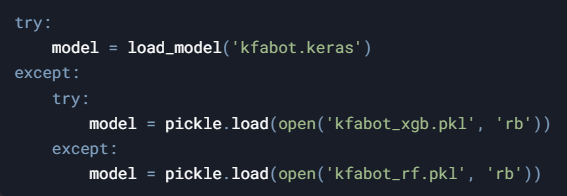 try:
    model = load_model('kfabot.keras')
except:
    try:
        model = pickle.load(open('kfabot_xgb.pkl', 'rb'))
    except:
        model = pickle.load(open('kfabot_rf.pkl', 'rb'))